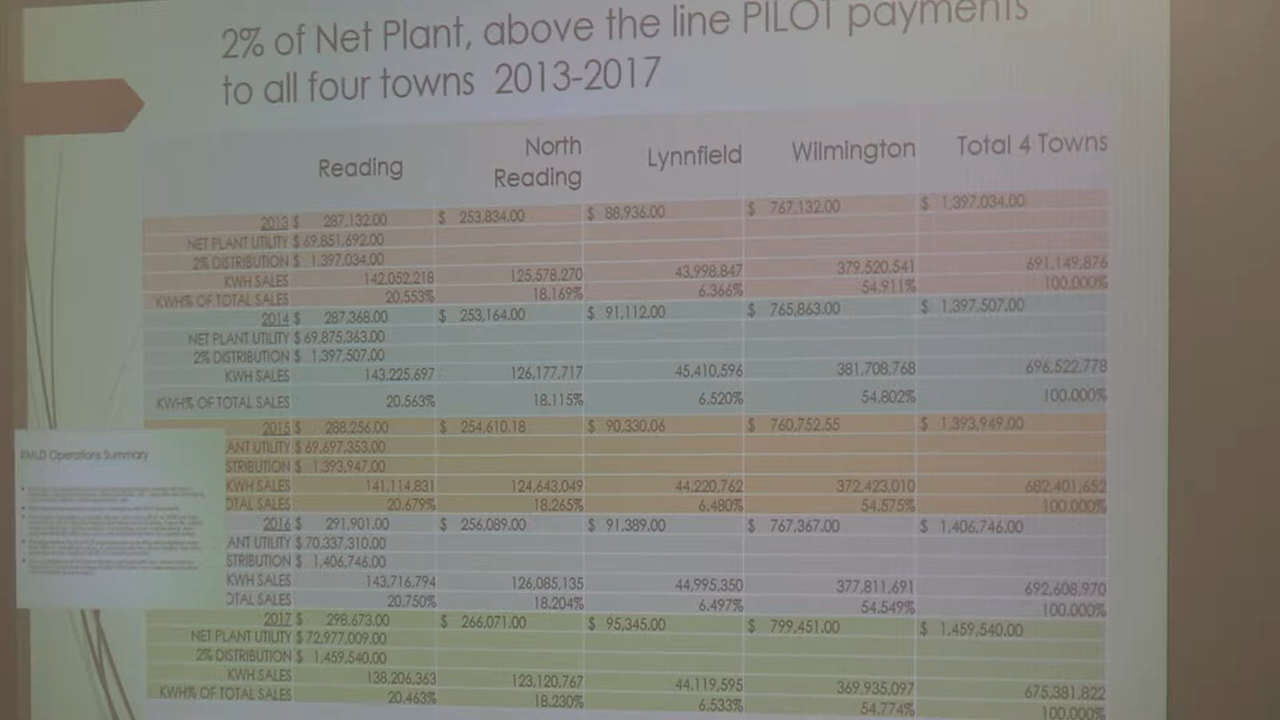 2% of Net Plant, above the line PILOT payments
to all four towns 2013-2017
Reading North Reading Lynnfield Wilmington Total 4 Towns
2013 $ 287,132.00 $ 253,834.00 $ 88,936.00 $ 767,132.00 $ 1,397,034.00
NET PLANT UTILITY $ 69,851,692.00
2% DISTRIBUTION $ 1,397,034.00
KWH SALES 142,052,218 125,578,270 43,998,847 379,520,541 691,149,876
KWH% OF TOTAL SALES 20.553% 18.169% 6.366% 54.911% 100.000%
2014 $ 287,368.00 $ 253,164.00 $ 91,112.00 $ 765,863.00 $ 1,397,507.00
NET PLANT UTILITY $ 69,875,363.00
2% DISTRIBUTION $ 1,397,507.00
KWH SALES 143,225,697 126,177,717 45,410,596 381,708,768 696,522,778
KWH% OF TOTAL SALES 20.563% 18.115% 6.520% 54.802% 100.000%
2015 $ 288,256.00 $ 254,610.18 $ 90,330.06 $ 760,752.55 $ 1,393,949.00
ANT UTILITY $ 69,697,353.00
STRIBUTION $ 1,393,947.00
KWH SALES 141,114,831 124,643,049 44,220,762 372,423,010 682,401,652
OTAL SALES 20.679% 18.265% 6.480% 54.575% 100.000%
2016 $ 291,901.00 $ 256,089.00 $ 91,389.00 $ 767,367.00 $ 1,406,746.00
ANT UTILITY $ 70,337,310.00
STRIBUTION $ 1,406,746.00
KWH SALES 143,716,794 126,085,135 44,995,350 377,811,691 692,608,970
OTAL SALES 20.750% 18.204% 6.497% 54.549% 100.000%
2017 $ 298,673.00 $ 266,071.00 $ 95,345.00 $ 799,451.00 $ 1,459,540.00
NET PLANT UTILITY $ 72,977,009.00
2% DISTRIBUTION $ 1,459,540.00
KWH SALES 138,206,363 123,120,767 44,119,595 369,935,097 675,381,822
KWH% OF TOTAL SALES 20.463% 18.230% 6.533% 54.774% 100.000%
RMLD Operations Summary